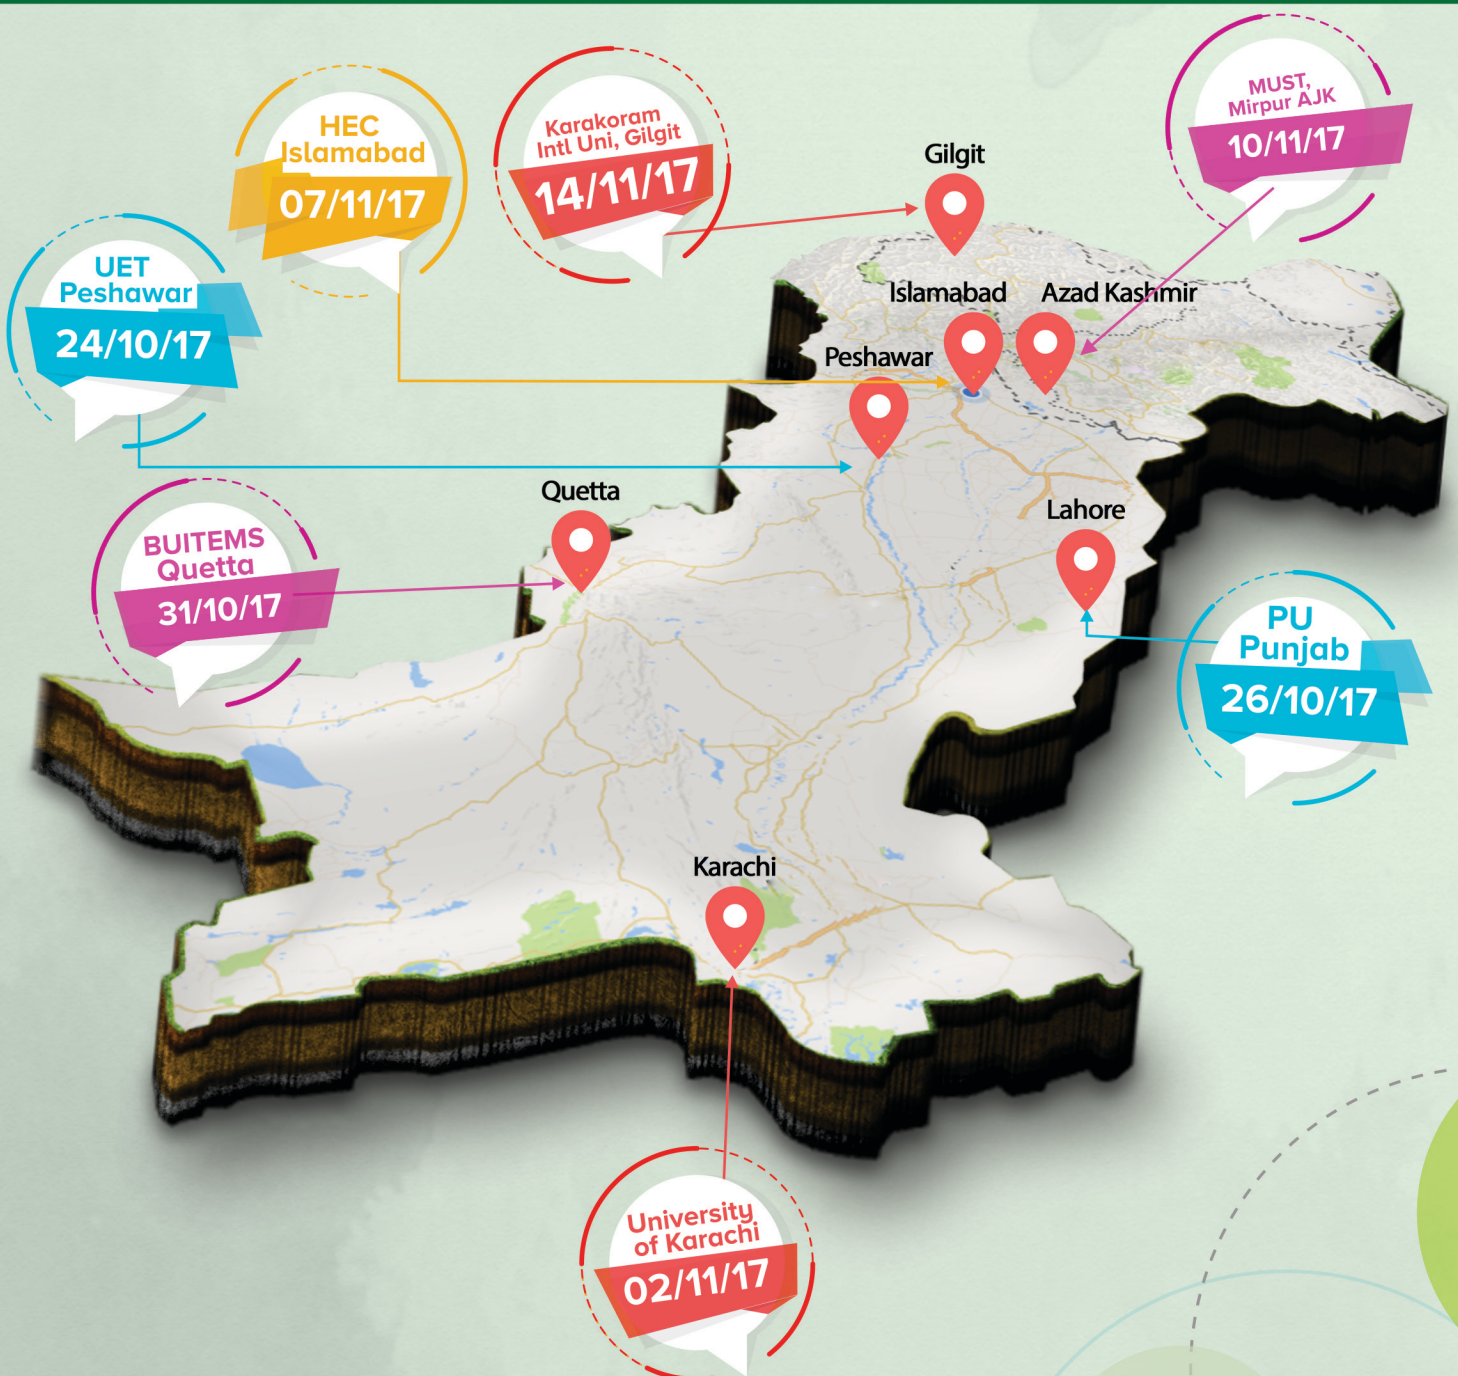 MUST,
Mirpur AJK
10/11/17
HEC
Islamabad
07/11/17
Karakoram
Intl Uni, Gilgit
14/11/17
Gilgit
UET
Peshawar
24/10/17
Islamabad
Azad Kashmir
Peshawar
Quetta
Lahore
BUITEMS
Quetta
31/10/17
PU
Punjab
26/10/17
Karachi
University
of Karachi
02/11/17